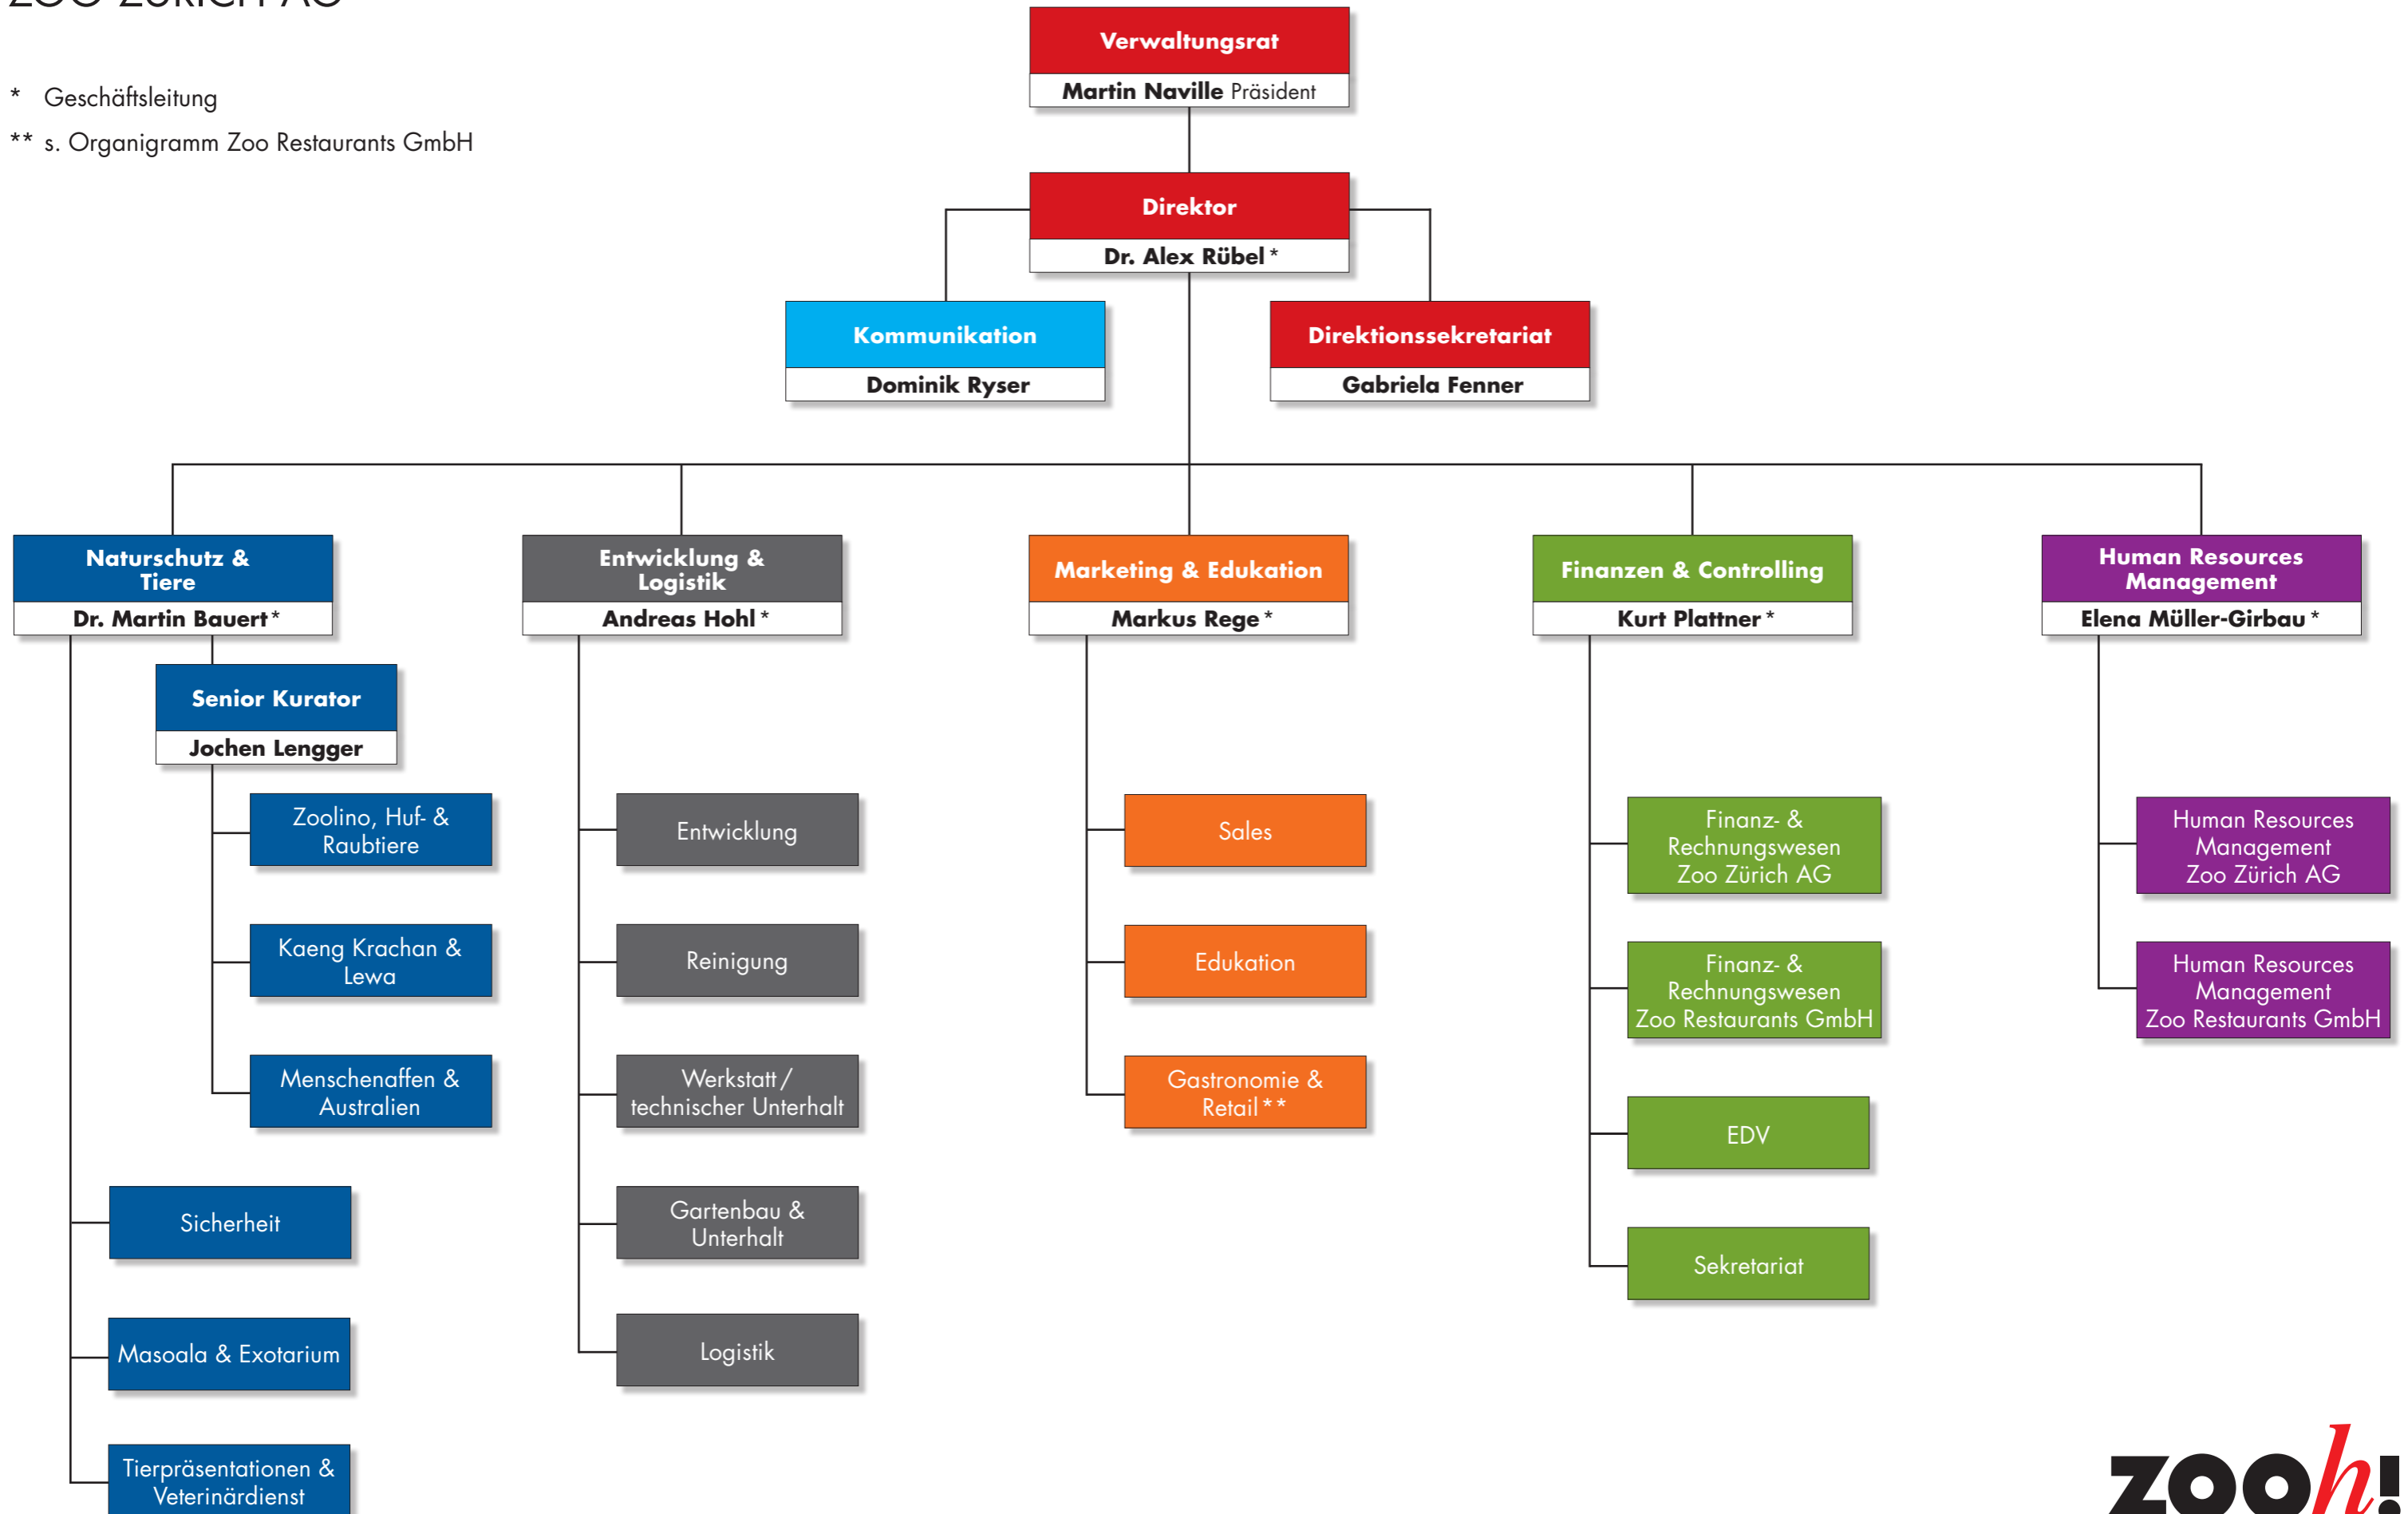 ZOO ZÜRICH AG
* Geschäftsleitung
** s. Organigramm Zoo Restaurants GmbH
Verwaltungsrat
Martin Naville Präsident
Direktor
Dr. Alex Rübel *
Kommunikation
Dominik Ryser
Direktionssekretariat
Gabriela Fenner
Naturschutz &
Tiere
Dr. Martin Bauert *
Senior Kurator
Jochen Lengger
Zoolino, Huf- &
Raubtiere
Kaeng Krachan &
Lewa
Menschenaffen &
Australien
Sicherheit
Masoala & Exotarium
Tierpräsentationen &
Veterinärdienst
Entwicklung &
Logistik
Andreas Hohl *
Entwicklung
Reinigung
Werkstatt /
technischer Unterhalt
Gartenbau &
Unterhalt
Logistik
Marketing & Edukation
Markus Rege *
Sales
Edukation
Gastronomie &
Retail **
Finanzen & Controlling
Kurt Plattner *
Finanz- &
Rechnungswesen
Zoo Zürich AG
Finanz- &
Rechnungswesen
Zoo Restaurants GmbH
EDV
Sekretariat
Human Resources
Management
Elena Müller-Girbau *
Human Resources
Management
Zoo Zürich AG
Human Resources
Management
Zoo Restaurants GmbH
zooh!